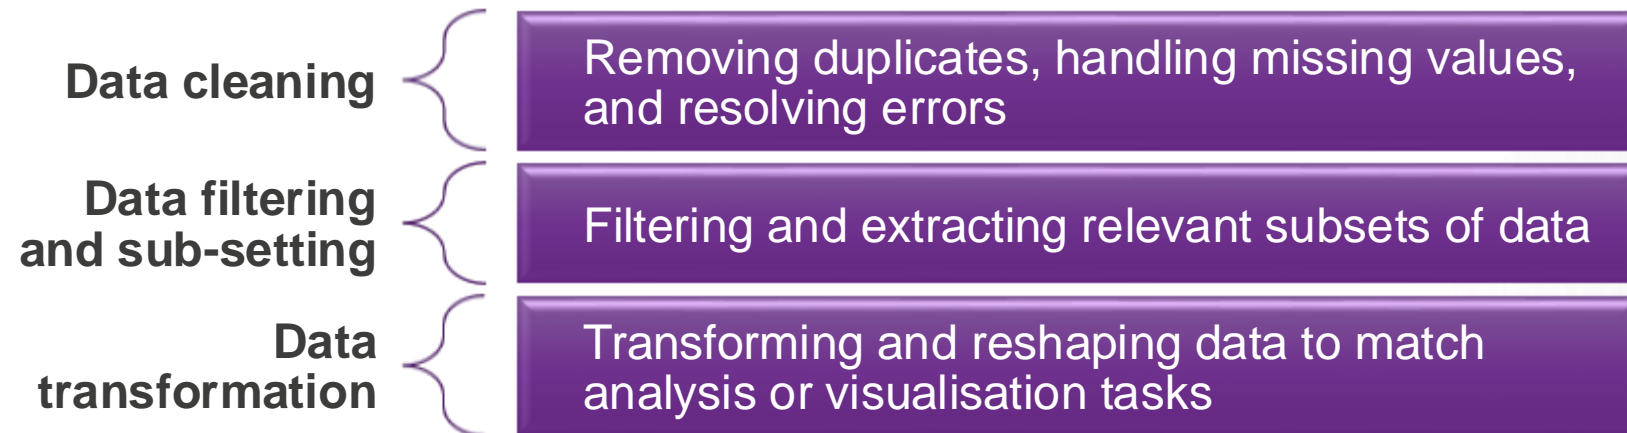 Data cleaning
Removing duplicates, handling missing values,
and resolving errors
Data filtering
and sub-setting
Filtering and extracting relevant subsets of data
Data
transformation
Transforming and reshaping data to match
analysis or visualisation tasks